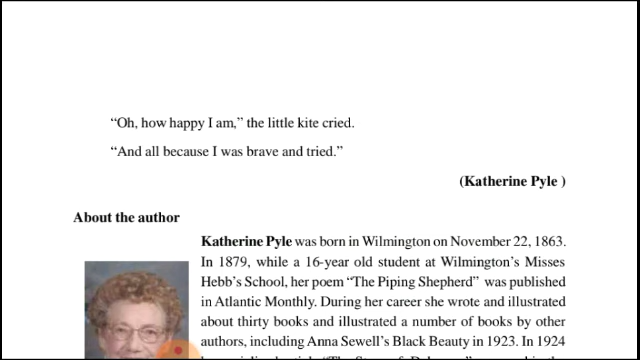 “Oh, how happy I am,” the little kite cried.
“And all because I was brave and tried.”
(Katherine Pyle )
About the author
Katherine Pyle was born in Wilmington on November 22, 1863.
In 1879, while a 16-year old student at Wilmington’s Misses
Hebb’s School, her poem “The Piping Shepherd” was published
in Atlantic Monthly. During her career she wrote and illustrated
about thirty books and illustrated a number of books by other
authors, including Anna Sewell’s Black Beauty in 1923. In 1924